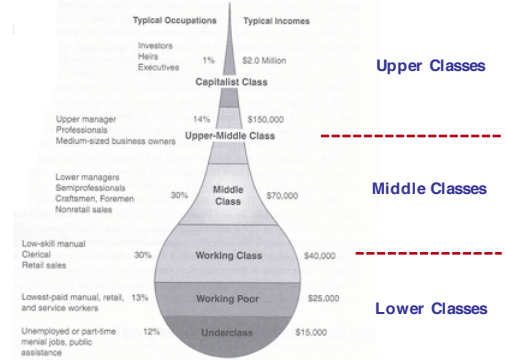 Typical Occupations Typical Incomes
Investors
Heirs
Executives
1% $2.0 Million
Capitalist Class
Upper Classes
Upper manager
Professionals
Medium-sized business owners
14% $150,000
Upper-Middle Class
Lower managers
Semiprofessionals
Craftsmen, Foremen
Nonretail sales
30%
Middle
Class
$70,000
Middle Classes
Low-skill manual
Clerical
Retail sales
30% Working Class $40,000
Lowest-paid manual, retail,
and service workers
13% Working Poor $25,000
Lower Classes
Unemployed or part-time
menial jobs, public
assistance
12% Underclass $15,000